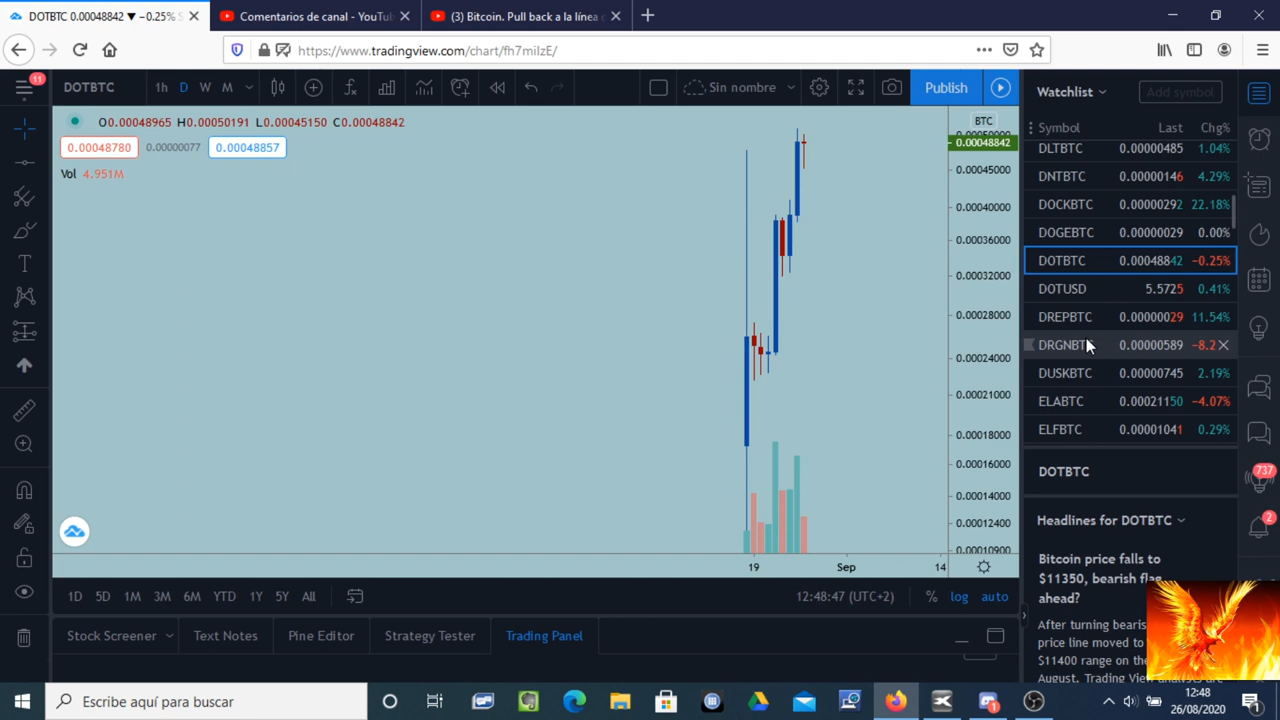 DOTBTC 0.00048842 ▼ −0.25% S
Comentarios de canal - YouTu
(3) Bitcoin. Pull back a la línea
https://www.tradingview.com/chart/fh7milzE/
11
DOTBTC
1h D W M
Sin nombre
Publish
O0.00048965 H0.00050191 L0.00045150 C0.00048842
0.00048780 0.00000077 0.00048857
Vol 4.951M
BTC
0.00050000
0.00048842
0.00045000
0.00040000
0.00036000
0.00032000
0.00028000
0.00024000
0.00021000
0.00018000
0.00016000
0.00014000
0.00012400
0.00010900
19 Sep 14
1D 5D 1M 3M 6M YTD 1Y 5Y All
12:48:47 (UTC+2) % log auto
Stock Screener Text Notes Pine Editor Strategy Tester Trading Panel
Watchlist Add symbol
Symbol Last Chg%
DLTBTC 0.00000485 1.04%
DNTBTC 0.00000146 4.29%
DOCKBTC 0.00000292 22.18%
DOGEBTC 0.00000029 0.00%
DOTBTC 0.00048842 −0.25%
DOTUSD 5.5725 0.41%
DREPBTC 0.00000029 11.54%
DRGNBT 0.00000589 −8.2
DUSKBTC 0.00000745 2.19%
ELABTC 0.00021150 −4.07%
ELFBTC 0.00001041 0.29%
DOTBTC
Headlines for DOTBTC
Bitcoin price falls to
$11350, bearish flag
ahead?
After turning bearis
price line moved to
$11400 range on the
August, Trading View
737
2
Escribe aquí para buscar
12:48
26/08/2020
1